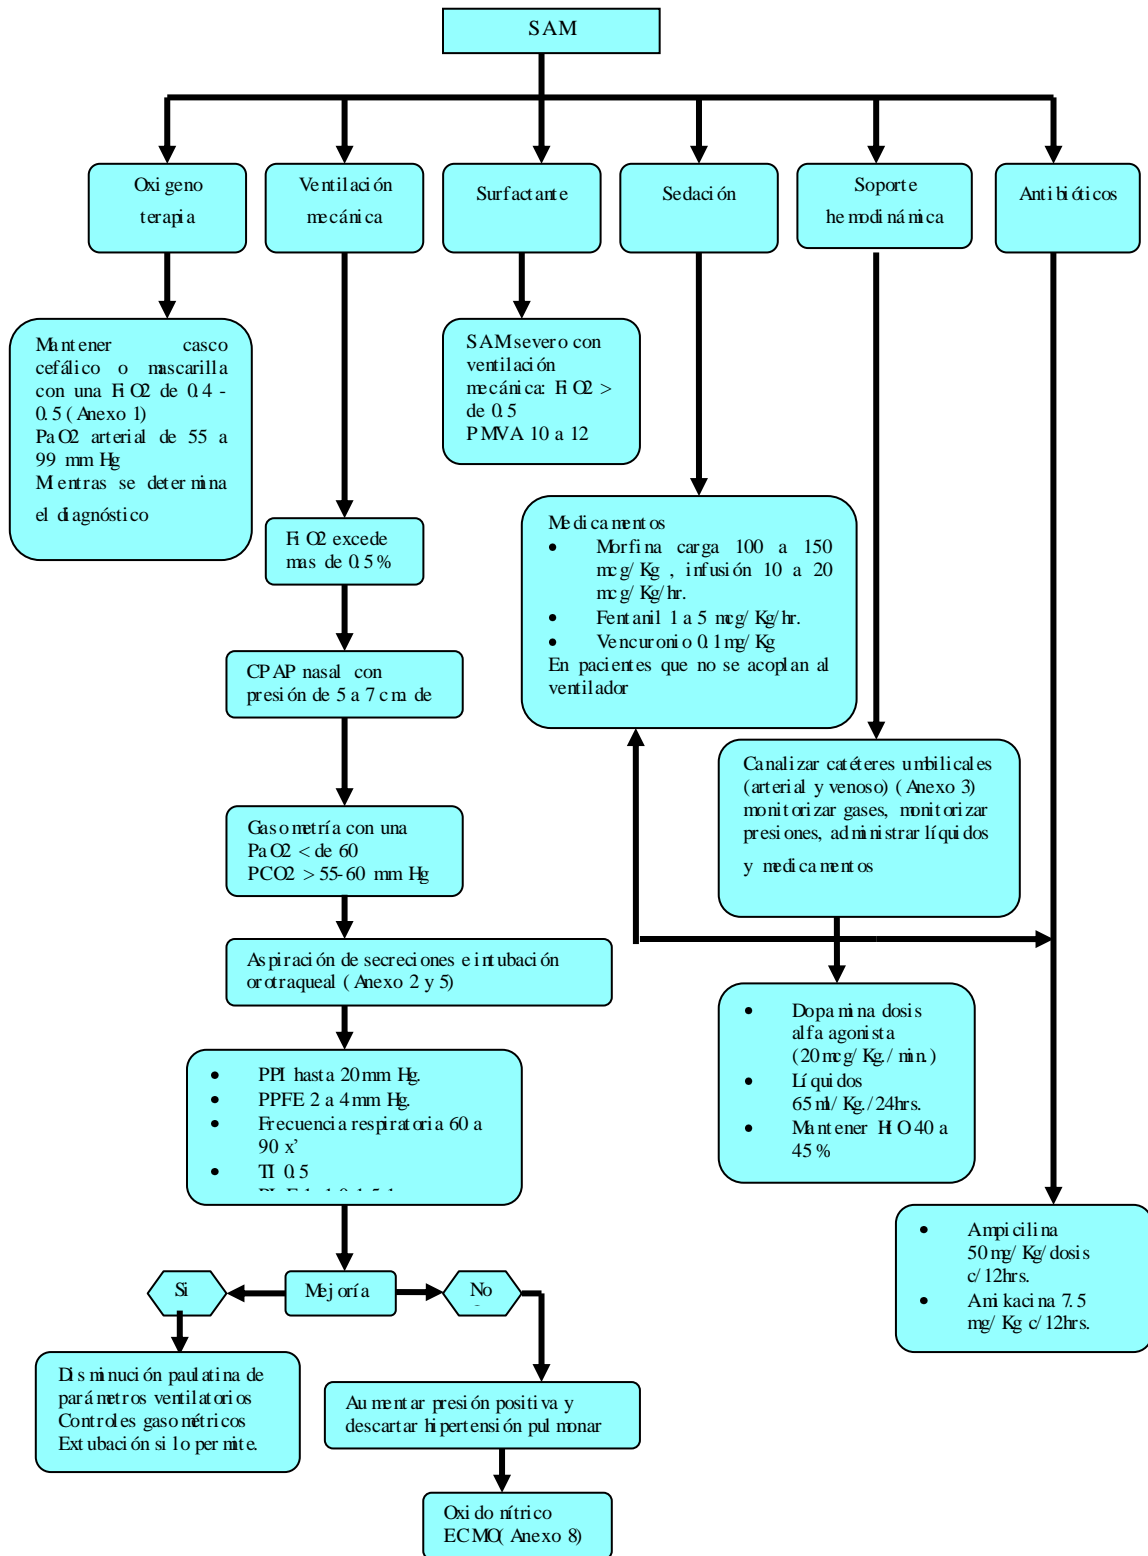 SAM
Oxigeno
terapia
Ventilación
mecánica
Surfactante
Sedación
Soporte
hemodinámica
Antibióticos
Mantener casco
cefálico o mascarilla
con una FiO2 de 0.4 -
0.5 (Anexo 1)
PaO2 arterial de 55 a
99 mm Hg
Mientras se determina
el diagnóstico
SAM severo con
ventilación
mecánica: FiO2 >
de 0.5
PMVA 10 a 12
FiO2 excede
mas de 0.5%
Medicamentos
• Morfina carga 100 a 150
mcg/Kg , infusión 10 a 20
mcg/Kg/hr.
• Fentanil 1 a 5 mcg/Kg/hr.
• Vencuronio 0.1mg/Kg
En pacientes que no se acoplan al
ventilador
CPAP nasal con
presión de 5 a 7 cm. de
Canalizar catéteres umbilicales
(arterial y venoso) (Anexo 3)
monitorizar gases, monitorizar
presiones, administrar líquidos
y medicamentos
Gasometría con una
PaO2 < de 60
PCO2 > 55-60 mm Hg
Aspiración de secreciones e intubación
orotraqueal (Anexo 2 y 5)
• Dopamina dosis
alfa agonista
(20mcg/Kg./min.)
• Líquidos
65ml/Kg./24hrs.
• Mantener HtO 40 a
45%
• PPI hasta 20mm Hg.
• PPFE 2 a 4mm Hg.
• Frecuencia respiratoria 60 a
90 x’
• TI 0.5
• Ampicilina
50mg/Kg/dosis
c/12hrs.
• Amikacina 7.5
mg/Kg c/12hrs.
Si
Mejoría
No
Disminución paulatina de
parámetros ventilatorios
Controles gasométricos
Extubación si lo permite.
Aumentar presión positiva y
descartar hipertensión pulmonar
Oxido nítrico
ECMO(Anexo 8)